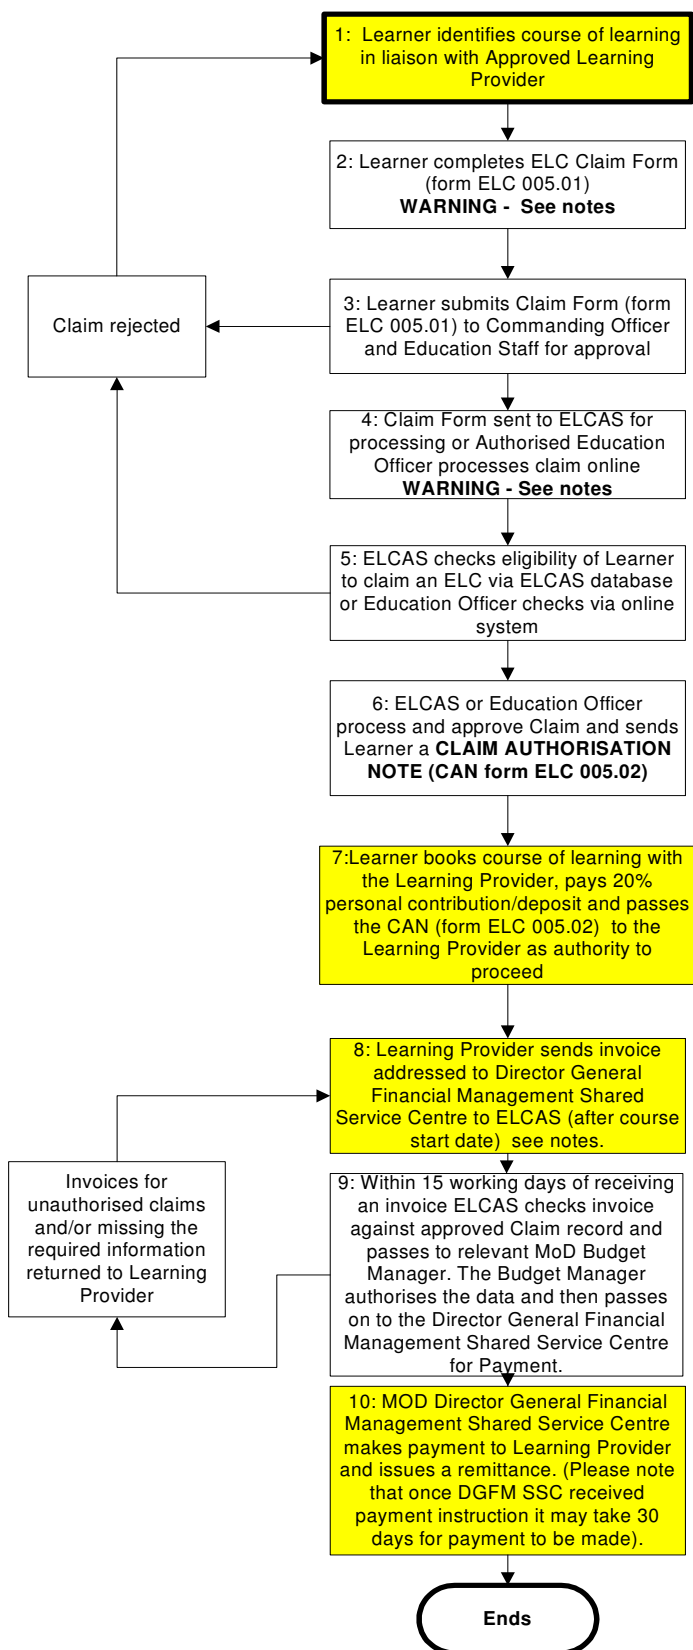 1:  Learner identifies course of learning
in liaison with Approved Learning
Provider
2: Learner completes ELC Claim Form
(form ELC 005.01)
WARNING -  See notes
Claim rejected
3: Learner submits Claim Form (form
ELC 005.01) to Commanding Officer
and Education Staff for approval
4: Claim Form sent to ELCAS for
processing or Authorised Education
Officer processes claim online
WARNING - See notes
5: ELCAS checks eligibility of Learner
to claim an ELC via ELCAS database
or Education Officer checks via online
system
6: ELCAS or Education Officer
process and approve Claim and sends
Learner a CLAIM AUTHORISATION
NOTE (CAN form ELC 005.02)
7:Learner books course of learning with
the Learning Provider, pays 20%
personal contribution/deposit and passes
the CAN (form ELC 005.02)  to the
Learning Provider as authority to
proceed
8: Learning Provider sends invoice
addressed to Director General
Financial Management Shared
Service Centre to ELCAS (after course
start date)  see notes.
Invoices for
unauthorised claims
and/or missing the
required information
returned to Learning
Provider
9: Within 15 working days of receiving
an invoice ELCAS checks invoice
against approved Claim record and
passes to relevant MoD Budget
Manager. The Budget Manager
authorises the data and then passes
on to the Director General Financial
Management Shared Service Centre
for Payment.
10: MOD Director General Financial
Management Shared Service Centre
makes payment to Learning Provider
and issues a remittance. (Please note
that once DGFM SSC received
payment instruction it may take 30
days for payment to be made).
Ends